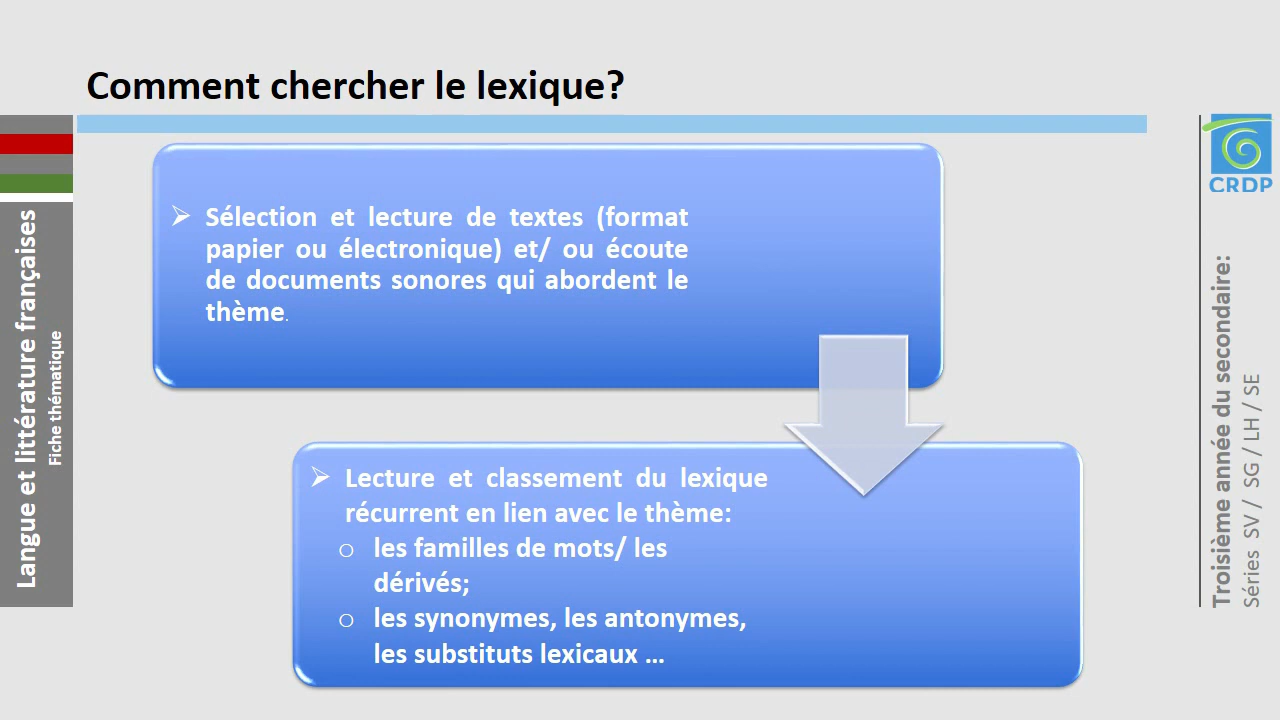 Comment chercher le lexique?
Langue et littérature françaises
Fiche thématique
➢ Sélection et lecture de textes (format
papier ou électronique) et/ ou écoute
de documents sonores qui abordent le
thème.
➢ Lecture et classement du lexique
récurrent en lien avec le thème:
o les familles de mots/ les
dérivés;
o les synonymes, les antonymes,
les substituts lexicaux ...
CRDP
Troisième année du secondaire:
Séries SV / SG / LH / SE